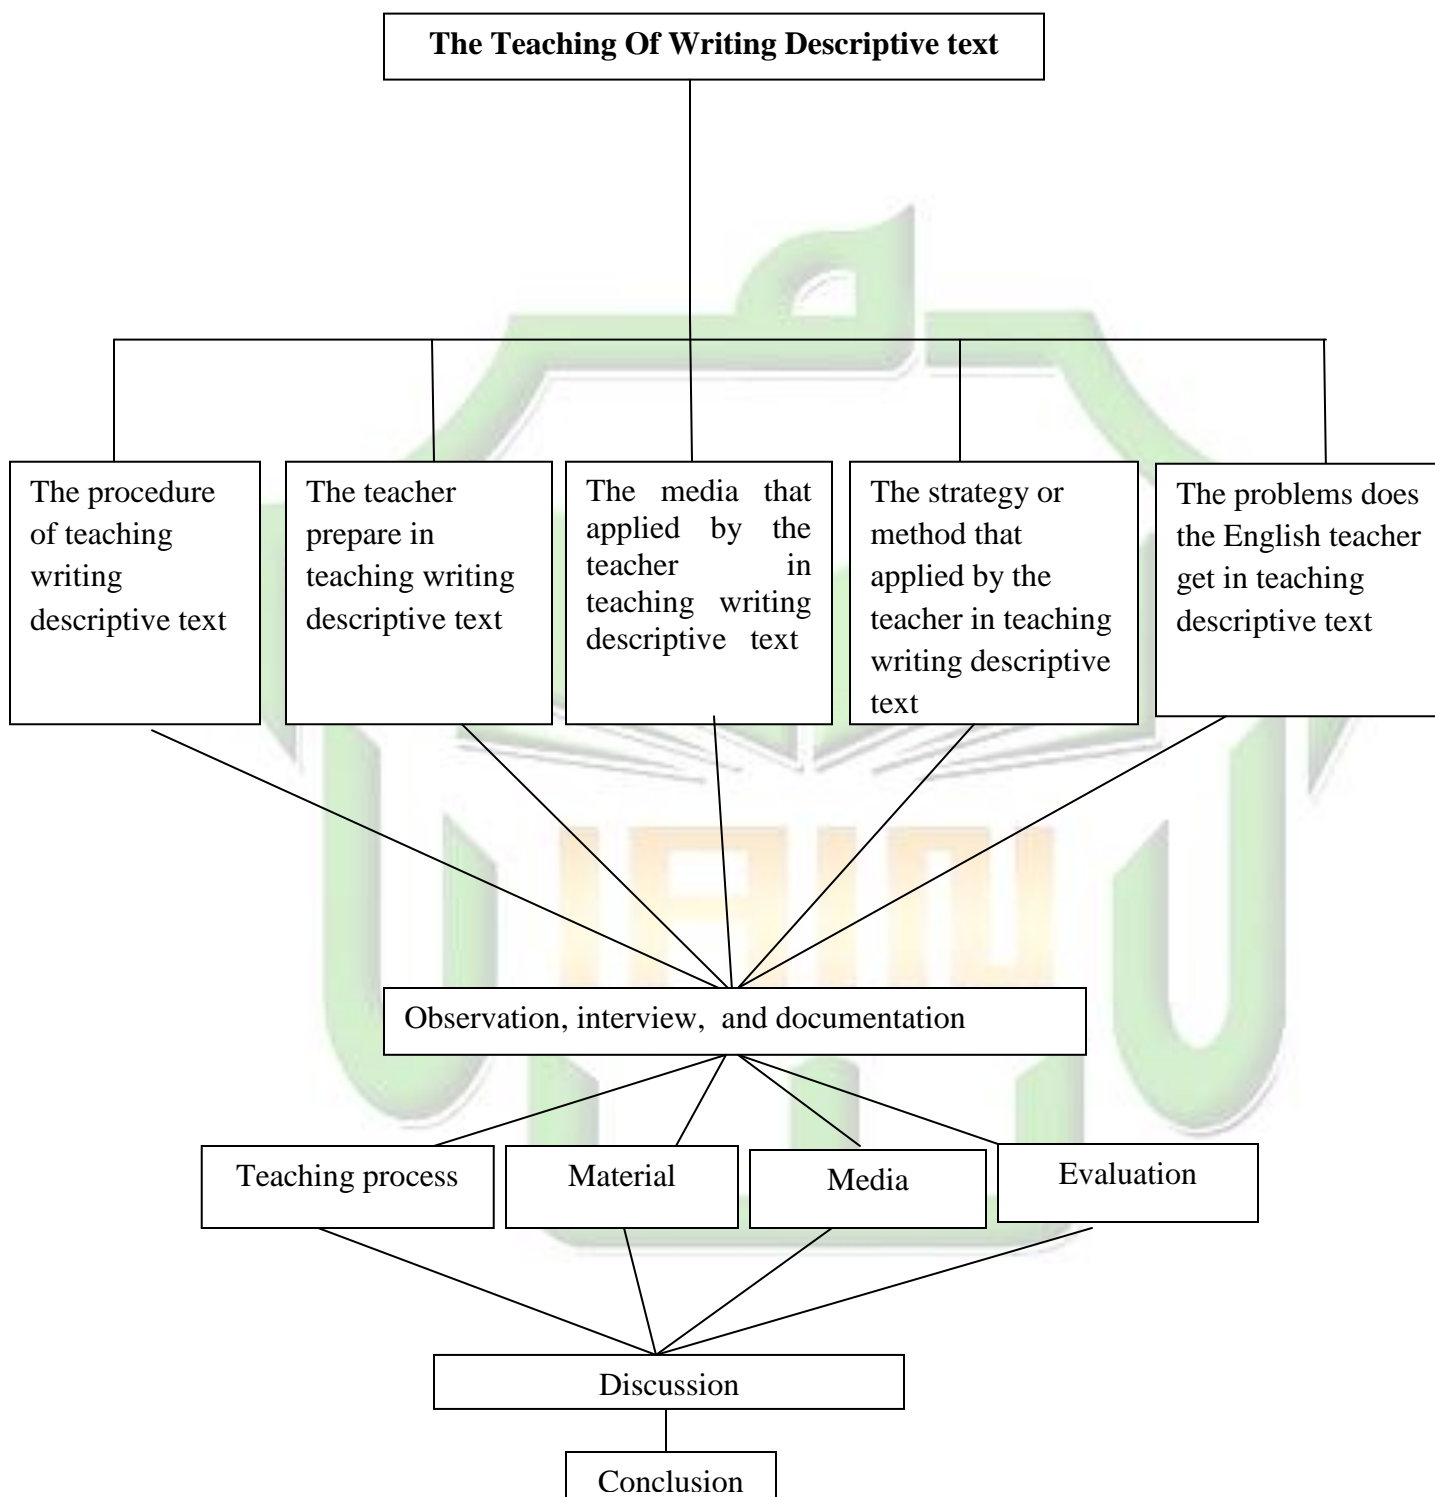 The Teaching Of Writing Descriptive text
The procedure
of teaching
writing
descriptive text
The teacher
prepare in
teaching writing
descriptive text
The media that
applied by the
teacher in
teaching writing
descriptive text
The strategy or
method that
applied by the
teacher in teaching
writing descriptive
text
The problems does
the English teacher
get in teaching
descriptive text
Observation, interview, and documentation
Teaching process
Material
Media
Evaluation
Discussion
Conclusion